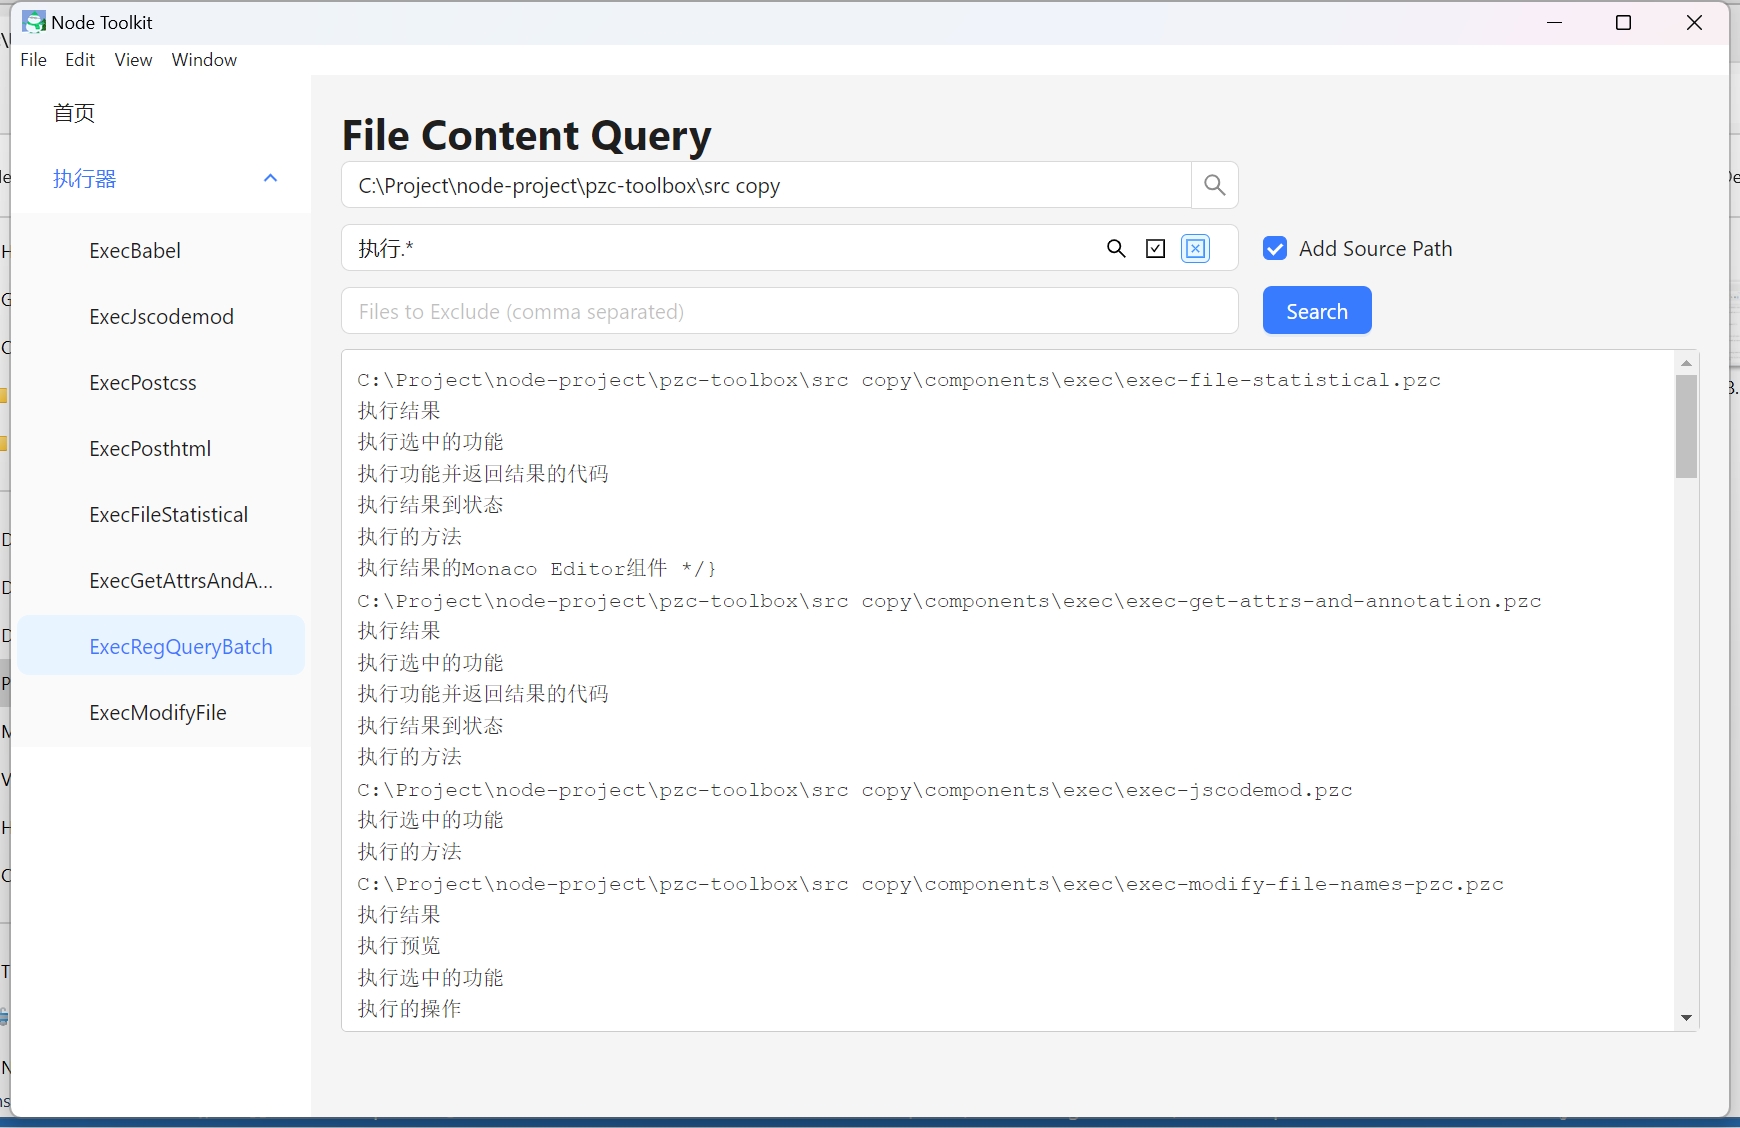 Node Toolkit
File Edit View Window
首页
执行器
ExecBabel
ExecJscodemod
ExecPostcss
ExecPosthtml
ExecFileStatistical
ExecGetAttrsAndA...
ExecRegQueryBatch
ExecModifyFile
File Content Query
C:\Project\node-project\pzc-toolbox\src copy
执行.*
Add Source Path
Files to Exclude (comma separated)
Search
C:\Project\node-project\pzc-toolbox\src copy\components\exec\exec-file-statistical.pzc
执行结果
执行选中的功能
执行功能并返回结果的代码
执行结果到状态
执行的方法
执行结果的Monaco Editor组件 */}
C:\Project\node-project\pzc-toolbox\src copy\components\exec\exec-get-attrs-and-annotation.pzc
执行结果
执行选中的功能
执行功能并返回结果的代码
执行结果到状态
执行的方法
C:\Project\node-project\pzc-toolbox\src copy\components\exec\exec-jscodemod.pzc
执行选中的功能
执行的方法
C:\Project\node-project\pzc-toolbox\src copy\components\exec\exec-modify-file-names-pzc.pzc
执行结果
执行预览
执行选中的功能
执行的操作